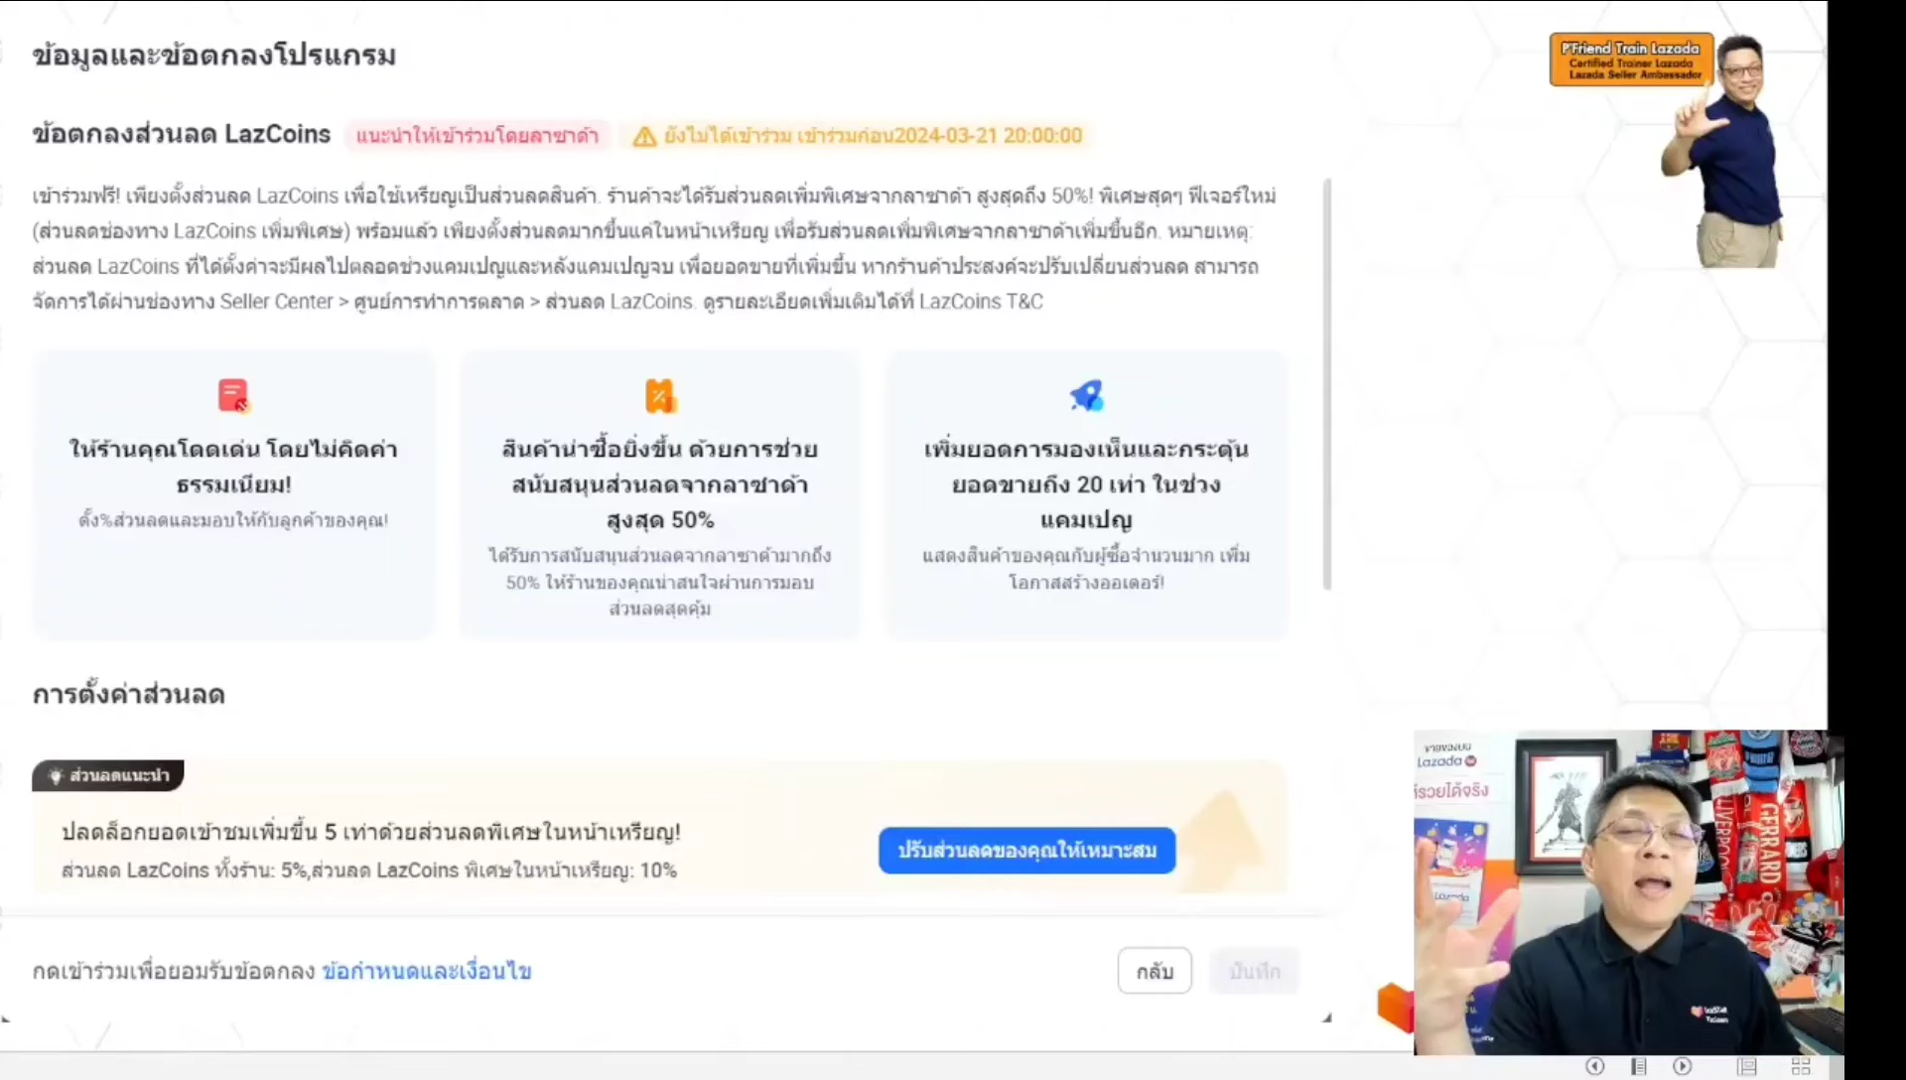 ข้อมูลและข้อตกลงโปรแกรม
P'Friend Train Lazada
Certified Trainer Lazada
Lazada Seller Ambassador
ข้อตกลงส่วนลด LazCoins
แนะนำให้เข้าร่วมโดยลาซาด้า
ยังไม่ได้เข้าร่วม เข้าร่วมก่อน2024-03-21 20:00:00
เข้าร่วมฟรี! เพียงตั้งส่วนลด LazCoins เพื่อใช้เหรียญเป็นส่วนลดสินค้า. ร้านค้าจะได้รับส่วนลดเพิ่มพิเศษจากลาซาด้า สูงสุดถึง 50%! พิเศษสุดๆ ฟีเจอร์ใหม่
(ส่วนลดช่องทาง LazCoins เพิ่มพิเศษ) พร้อมแล้ว เพียงตั้งส่วนลดมากขึ้นแค่ในหน้าเหรียญ เพื่อรับส่วนลดเพิ่มพิเศษจากลาซาด้าเพิ่มขึ้นอีก. หมายเหตุ:
ส่วนลด LazCoins ที่ได้ตั้งค่าจะมีผลไปตลอดช่วงแคมเปญและหลังแคมเปญจบ เพื่อยอดขายที่เพิ่มขึ้น หากร้านค้าประสงค์จะปรับเปลี่ยนส่วนลด สามารถ
จัดการได้ผ่านช่องทาง Seller Center > ศูนย์การทำการตลาด > ส่วนลด LazCoins. ดูรายละเอียดเพิ่มเติมได้ที่ LazCoins T&C
ให้ร้านคุณโดดเด่น โดยไม่คิดค่า
ธรรมเนียม!
ตั้ง%ส่วนลดและมอบให้กับลูกค้าของคุณ!
สินค้าน่าซื้อยิ่งขึ้น ด้วยการช่วย
สนับสนุนส่วนลดจากลาซาด้า
สูงสุด 50%
ได้รับการสนับสนุนส่วนลดจากลาซาด้ามากถึง
50% ให้ร้านของคุณน่าสนใจผ่านการมอบ
ส่วนลดสุดคุ้ม
เพิ่มยอดการมองเห็นและกระตุ้น
ยอดขายถึง 20 เท่า ในช่วง
แคมเปญ
แสดงสินค้าของคุณกับผู้ซื้อจำนวนมาก เพิ่ม
โอกาสสร้างออเดอร์!
การตั้งค่าส่วนลด
ส่วนลดแนะนำ
ปลดล็อกยอดเข้าชมเพิ่มขึ้น 5 เท่าด้วยส่วนลดพิเศษในหน้าเหรียญ!
ส่วนลด LazCoins ทั้งร้าน: 5%,ส่วนลด LazCoins พิเศษในหน้าเหรียญ: 10%
ปรับส่วนลดของคุณให้เหมาะสม
กดเข้าร่วมเพื่อยอมรับข้อตกลง ข้อกำหนดและเงื่อนไข
กลับ
บันทึก
ขายของบน
Lazada
ให้รวยได้จริง
Lazada
LIVERPOOL
GERRARD